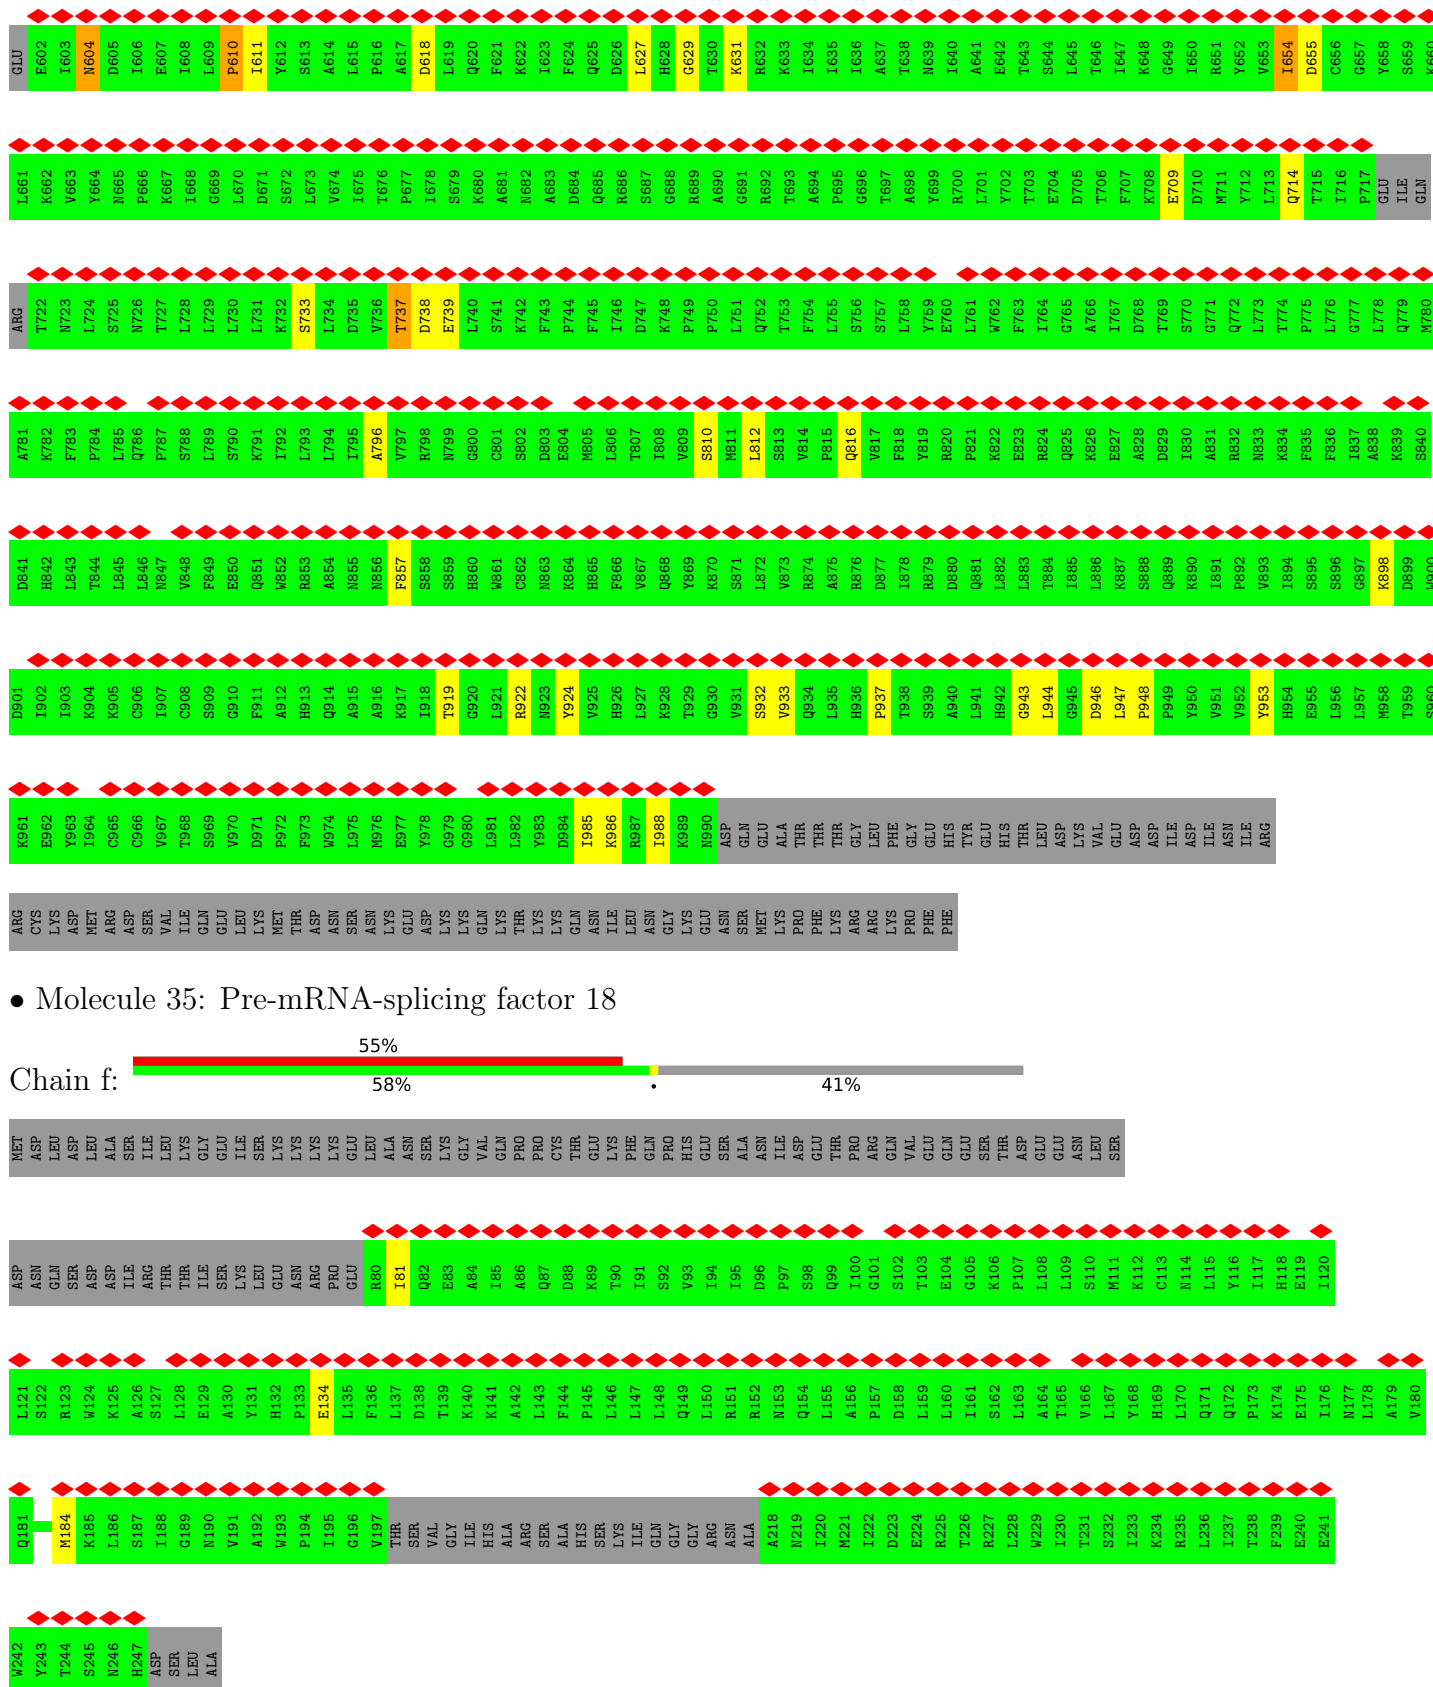 GLU E602 I603 N604 D605 I606 E607 I608 L609 P610 I611 Y612 S613 A614 L615 P616 A617 D618 L619 Q620 F621 K622 I623 F624 Q625 D626 L627 H628 G629 T630 K631 R632 K633 I634 I635 I636 A637 T638 N639 I640 A641 E642 T643 S644 L645 T646 I647 K648 G649 I650 R651 Y652 V653 I654 D655 C656 G657 Y658 S659 K660
L661 K662 V663 Y664 N665 P666 K667 I668 G669 L670 D671 S672 L673 V674 I675 T676 P677 I678 S679 K680 A681 N682 A683 D684 Q685 R686 S687 G688 R689 A690 G691 R692 T693 A694 P695 G696 T697 A698 Y699 R700 L701 Y702 T703 E704 D705 T706 F707 K708 E709 D710 M711 Y712 L713 Q714 T715 I716 P717 GLU ILE GLN
ARG T722 N723 L724 S725 N726 T727 L728 L729 L730 L731 K732 S733 L734 D735 V736 T737 D738 E739 L740 S741 K742 F743 P744 F745 I746 D747 K748 P749 P750 L751 Q752 T753 F754 L755 S756 S757 L758 Y759 E760 L761 W762 F763 I764 G765 A766 I767 D768 T769 S770 G771 Q772 L773 T774 P775 L776 G777 L778 Q779 M780
A781 K782 F783 P784 L785 Q786 P787 S788 L789 S790 K791 I792 L793 L794 I795 A796 V797 R798 N799 G800 C801 S802 D803 E804 M805 L806 T807 I808 V809 S810 M811 L812 S813 V814 P815 Q816 V817 F818 Y819 R820 P821 K822 E823 R824 Q825 K826 E827 A828 D829 I830 A831 R832 N833 K834 F835 F836 I837 A838 K839 S840
D841 H842 L843 T844 L845 L846 N847 V848 F849 E850 Q851 W852 R853 A854 N855 N856 F857 S858 S859 H860 W861 C862 N863 K864 H865 F866 V867 Q868 Y869 K870 S871 L872 V873 R874 A875 R876 D877 I878 R879 D880 Q881 L882 L883 T884 I885 L886 K887 S888 Q889 K890 I891 P892 V893 I894 S895 S896 G897 K898 D899 W900
D901 I902 I903 K904 K905 C906 I907 C908 S909 G910 F911 A912 H913 Q914 A915 A916 K917 I918 T919 G920 L921 R922 N923 Y924 V925 H926 L927 K928 T929 G930 V931 S932 V933 Q934 L935 H936 P937 T938 S939 A940 L941 H942 G943 L944 G945 D946 L947 P948 P949 Y950 V951 V952 Y953 H954 E955 L956 L957 M958 T959 S960
K961 E962 Y963 I964 C965 C966 V967 T968 S969 V970 D971 P972 F973 W974 L975 M976 E977 Y978 G979 G980 L981 L982 Y983 D984 I985 K986 R987 I988 K989 N990 ASP GLN GLU ALA THR THR THR GLY LEU PHE GLY GLU HIS TYR GLU HIS THR LEU ASP LYS VAL GLU ASP ASP ILE ASP ILE ASN ILE ARG
ARG CYS LYS ASP MET ARG ASP SER VAL ILE GLN GLU LEU LYS MET THR ASP ASN SER ASN LYS GLU ASP LYS LYS GLN LYS THR LYS LYS GLN ASN ILE LEU ASN GLY LYS GLU ASN SER MET LYS PRO PHE LYS ARG ARG LYS PRO PHE PHE
• Molecule 35: Pre-mRNA-splicing factor 18
55%
Chain f:
58% • 41%
MET ASP LEU ASP LEU ALA SER ILE LEU LYS GLY GLU ILE SER LYS LYS LYS LYS GLU LEU ALA ASN SER LYS GLY VAL GLN PRO PRO CYS THR GLU LYS PHE GLN PRO HIS GLU SER ALA ASN ILE ASP GLU THR PRO ARG GLN VAL GLU GLN GLU SER THR ASP GLU GLU ASN LEU SER
ASP ASN GLN SER ASP ASP ILE ARG THR THR ILE SER LYS LEU GLU ASN ARG PRO GLU R80 I81 Q82 E83 A84 I85 A86 Q87 D88 K89 T90 I91 S92 V93 I94 I95 D96 P97 S98 Q99 I100 G101 S102 T103 E104 G105 K106 P107 L108 L109 S110 M111 K112 C113 N114 L115 Y116 I117 H118 E119 I120
L121 S122 R123 W124 K125 A126 S127 L128 E129 A130 Y131 H132 P133 E134 L135 F136 L137 D138 T139 K140 K141 A142 L143 F144 P145 L146 L147 L148 Q149 L150 R151 R152 N153 Q154 L155 A156 P157 D158 L159 L160 I161 S162 L163 A164 T165 V166 L167 Y168 H169 L170 Q171 Q172 P173 K174 E175 I176 N177 L178 A179 V180
Q181 M184 K185 L186 S187 I188 G189 N190 V191 A192 W193 P194 I195 G196 V197 THR SER VAL GLY ILE HIS ALA ARG SER ALA HIS SER LYS ILE GLN GLY GLY ARG ASN ALA A218 N219 I220 M221 I222 D223 E224 R225 T226 R227 L228 W229 I230 T231 S232 I233 K234 R235 L236 I237 T238 F239 E240 E241
W242 Y243 T244 S245 N246 H247 ASP SER LEU ALA